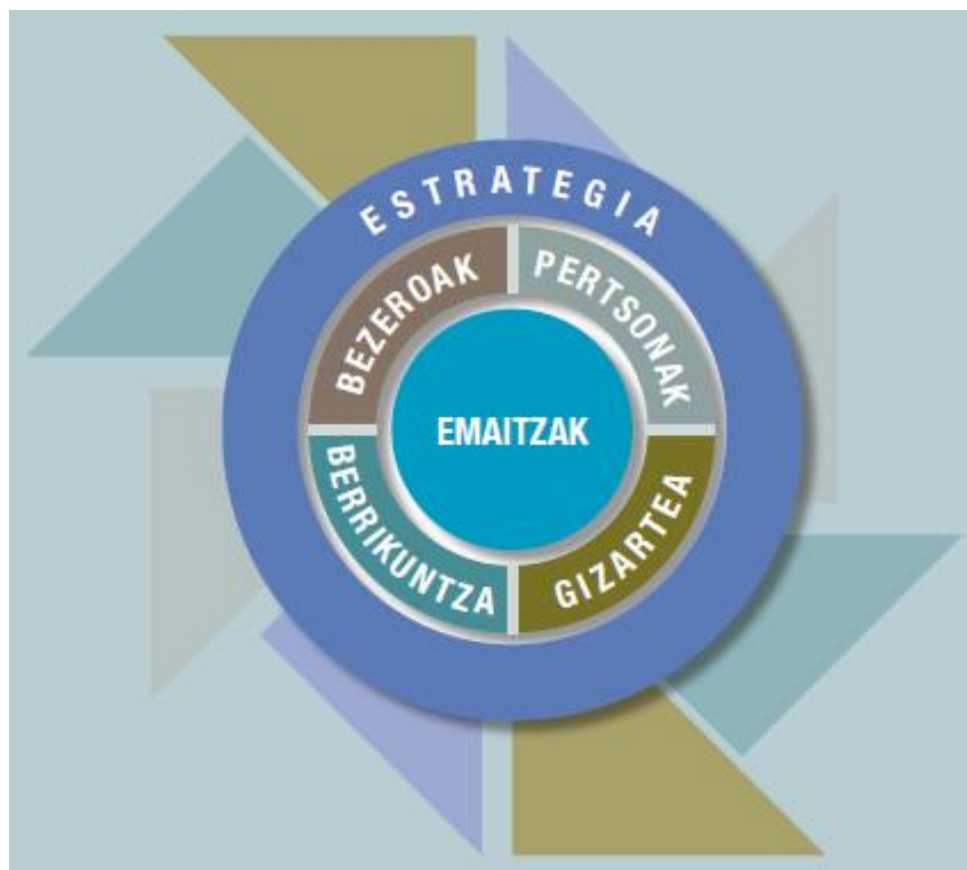 ESTRATEGIA
BEZEROAK
PERTSONAK
EMAITZAK
BERRIKUNTZA
GIZARTEA